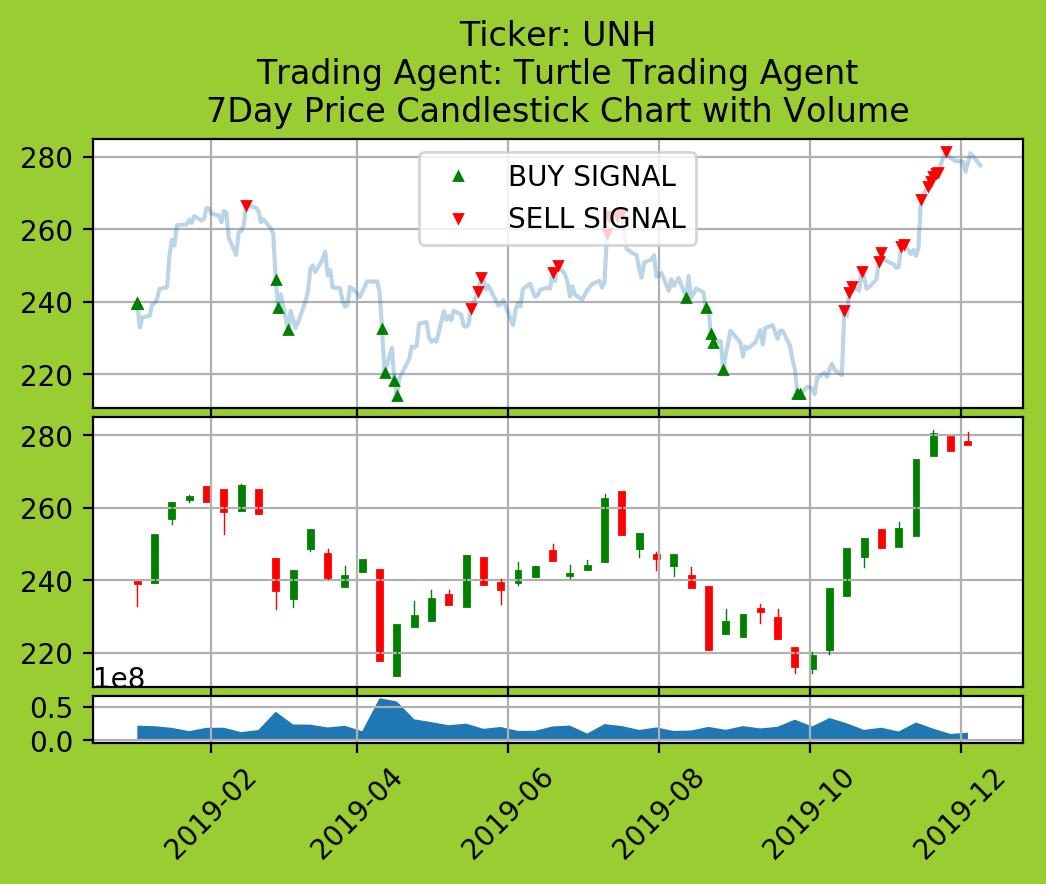 Ticker: UNH
Trading Agent: Turtle Trading Agent
7Day Price Candlestick Chart with Volume
280
260
240
220
BUY SIGNAL
SELL SIGNAL
280
260
240
220
1e8
0.5
0.0
2019-02
2019-04
2019-06
2019-08
2019-10
2019-12